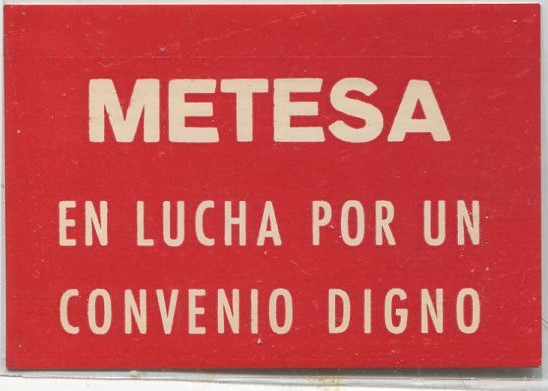 METESA
EN LUCHA POR UN
CONVENIO DIGNO